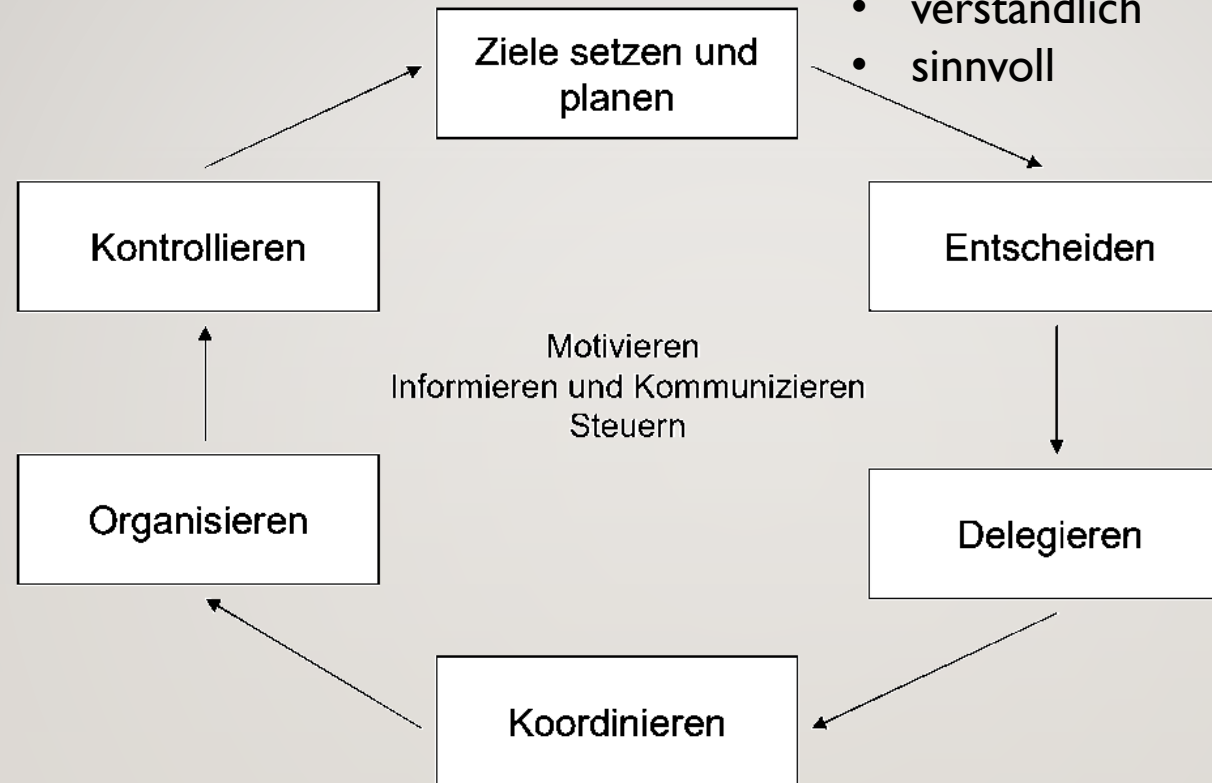 • verständlich
• sinnvoll
Ziele setzen und
planen
Kontrollieren
Entscheiden
Motivieren
Informieren und Kommunizieren
Steuern
Organisieren
Delegieren
Koordinieren